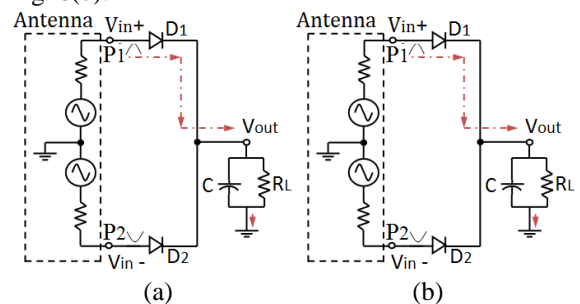 Antenna Vin+ D1
P1
Vout
C RL
P2
Vin - D2
(a)
Antenna Vin+ D1
P1
Vout
C RL
P2
Vin - D2
(b)